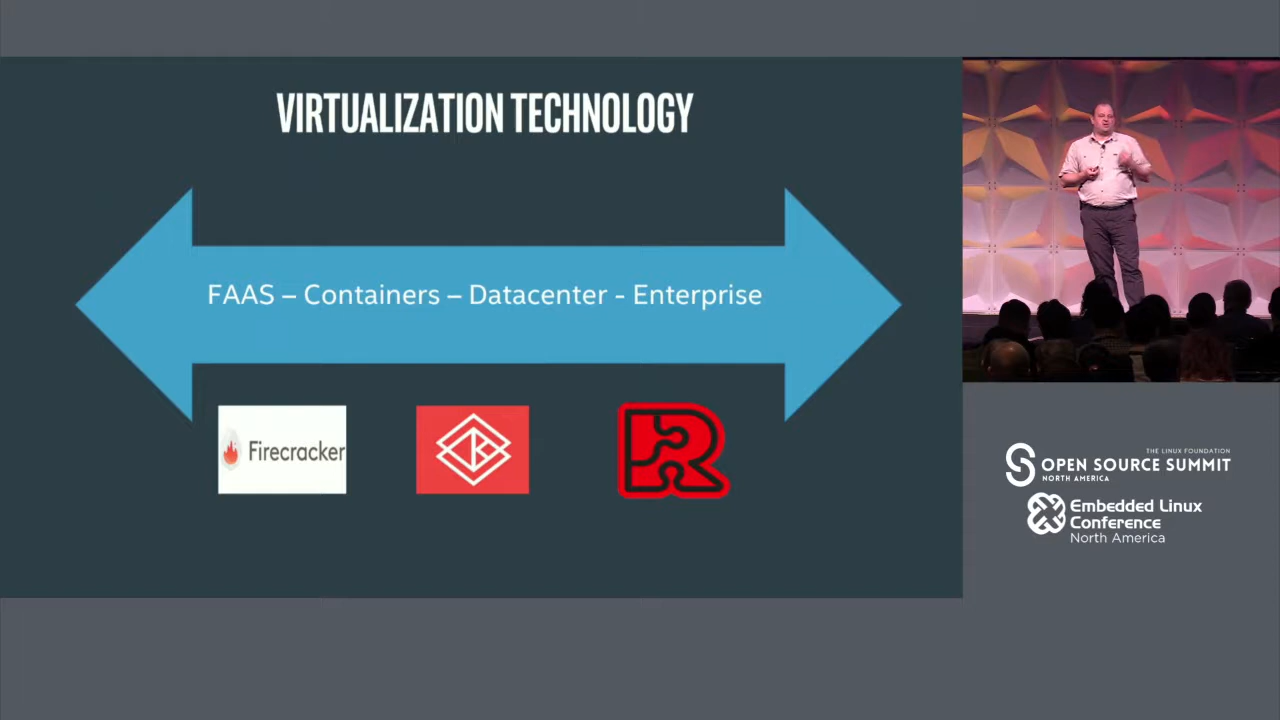 VIRTUALIZATION TECHNOLOGY
FAAS – Containers – Datacenter - Enterprise
Firecracker
THE LINUX FOUNDATION
OPEN SOURCE SUMMIT
NORTH AMERICA
Embedded Linux
Conference
North America